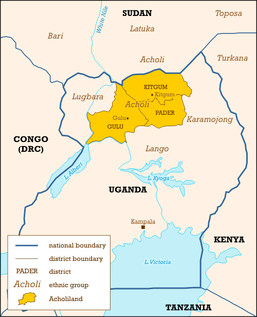 SUDAN
Toposa
White Nile
Bari
Latuka
Acholi
Turkana
KITGUM
Lugbara
Kitgum
Acholi
PADER
Gulu
GULU
Karamojong
CONGO
(DRC)
Lango
L. Albert
L. Kyoga
UGANDA
Kampala
KENYA
L. Victoria
TANZANIA
national boundary
district boundary
PADER district
Acholi ethnic group
Acholiland